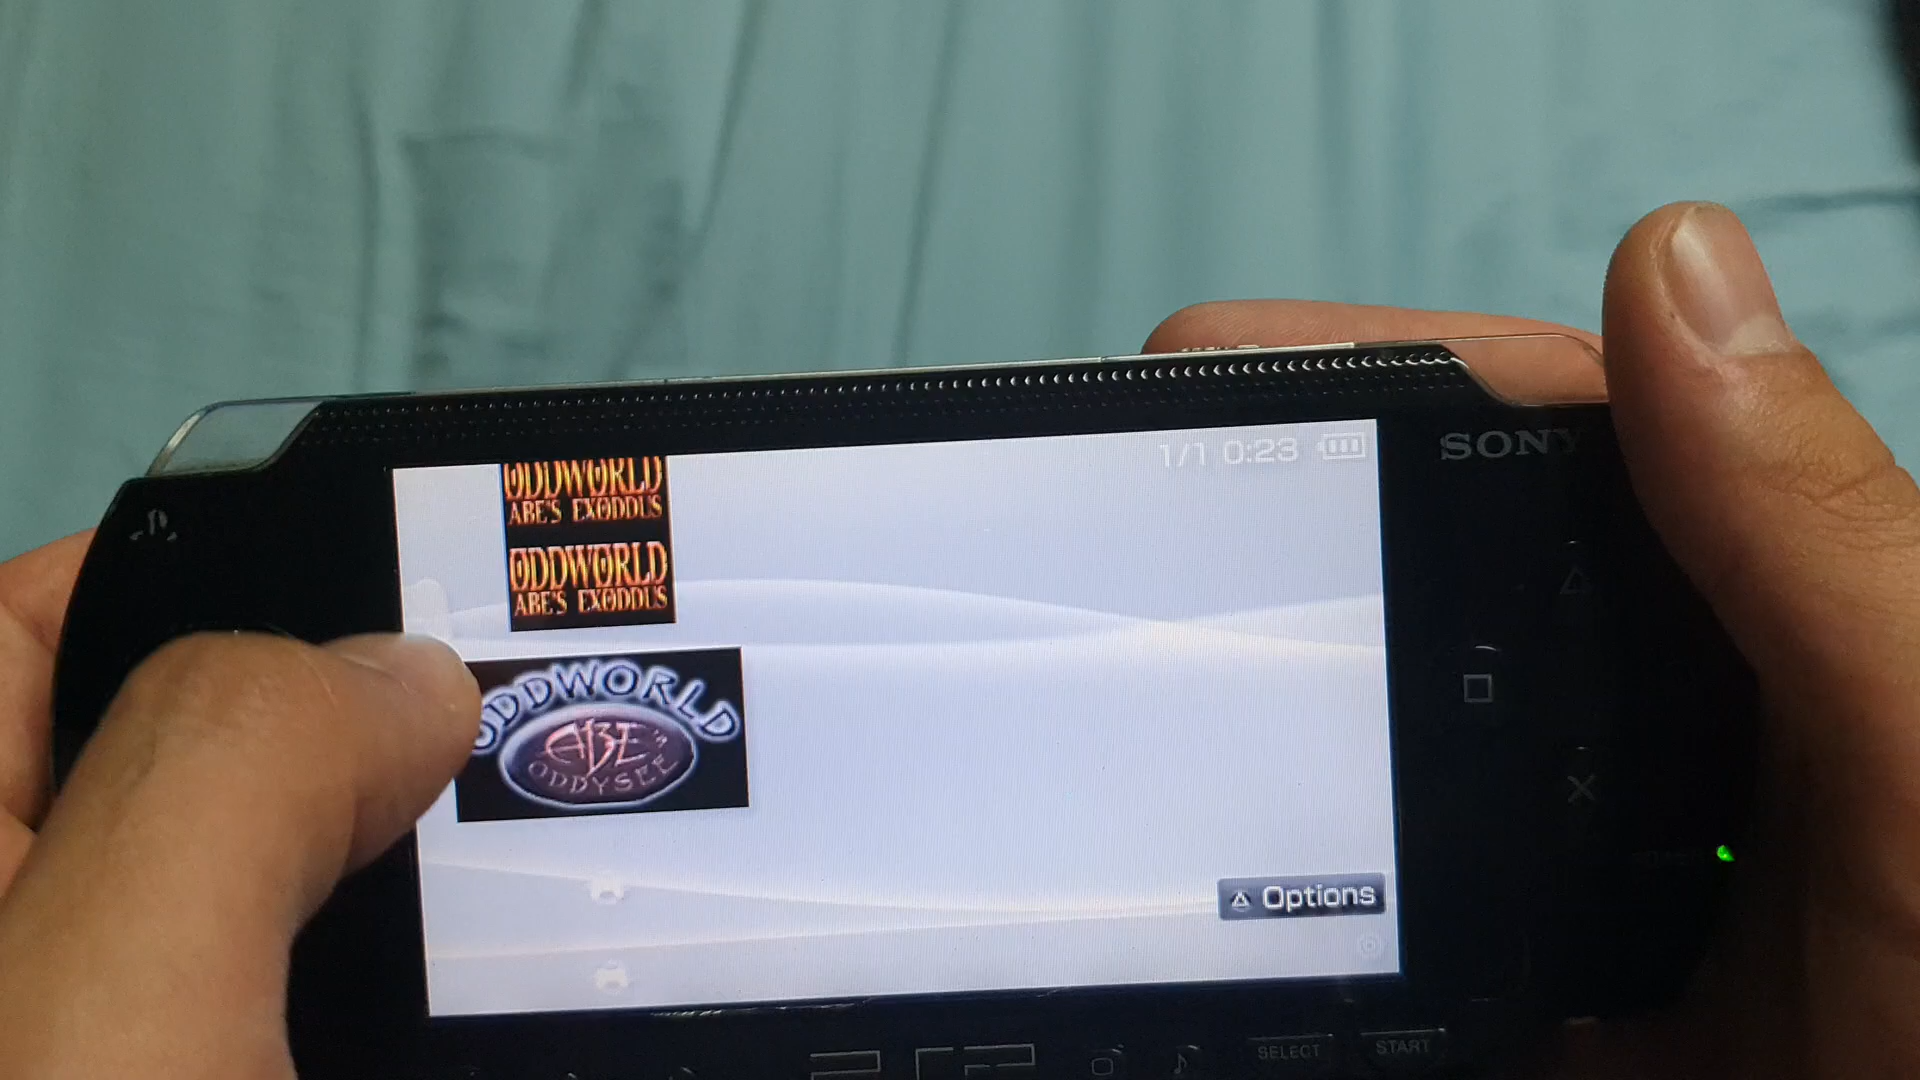 1/1 0:23
SONY
ODDWORLD
ABE'S EXODDUS
ODDWORLD
ABE'S EXODDUS
ODDWORLD
ABE
ODDYSEE
Options
SELECT
START